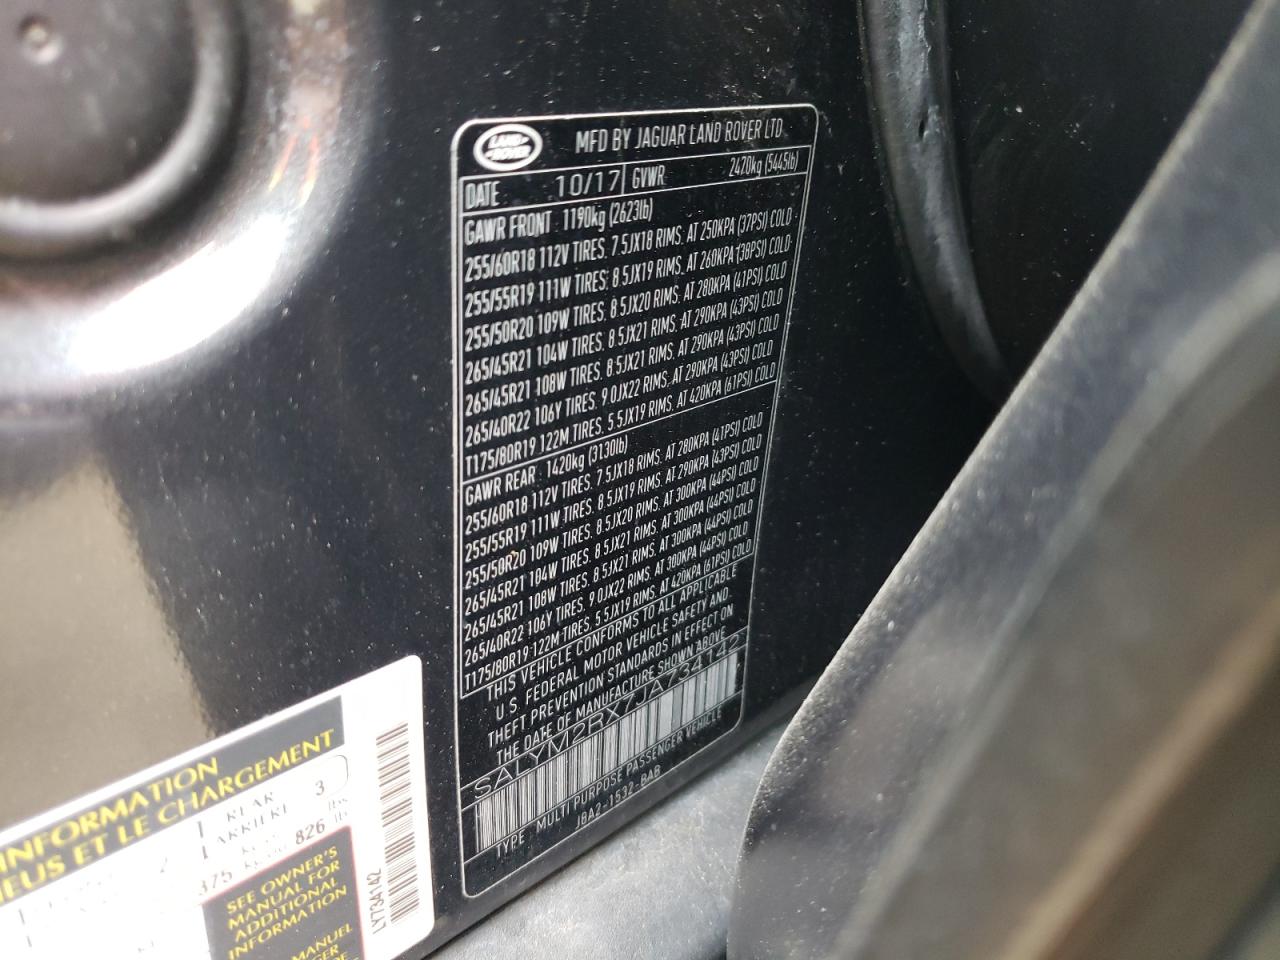 LAND ROVER
MFD BY JAGUAR LAND ROVER LTD
DATE 10/17 GVWR 2420kg (5445lb)
GAWR FRONT 1190kg (2623lb)
255/60R18 112V TIRES. 7.5JX18 RIMS. AT 250KPA (37PSI) COLD
255/55R19 111W TIRES. 8.5JX19 RIMS. AT 260KPA (38PSI) COLD
255/50R20 109W TIRES. 8.5JX20 RIMS. AT 280KPA (41PSI) COLD
265/45R21 104W TIRES. 8.5JX21 RIMS. AT 290KPA (43PSI) COLD
265/45R21 108W TIRES. 8.5JX21 RIMS. AT 290KPA (43PSI) COLD
265/40R22 106Y TIRES. 9.0JX22 RIMS. AT 290KPA (43PSI) COLD
T175/80R19 122M TIRES. 5.5JX19 RIMS. AT 420KPA (61PSI) COLD
GAWR REAR 1420kg (3130lb)
255/60R18 112V TIRES. 7.5JX18 RIMS. AT 280KPA (41PSI) COLD
255/55R19 111W TIRES. 8.5JX19 RIMS. AT 290KPA (43PSI) COLD
255/50R20 109W TIRES. 8.5JX20 RIMS. AT 300KPA (44PSI) COLD
265/45R21 104W TIRES. 8.5JX21 RIMS. AT 300KPA (44PSI) COLD
265/45R21 108W TIRES. 8.5JX21 RIMS. AT 300KPA (44PSI) COLD
265/40R22 106Y TIRES. 9.0JX22 RIMS. AT 300KPA (44PSI) COLD
T175/80R19 122M TIRES. 5.5JX19 RIMS. AT 420KPA (61PSI) COLD
THIS VEHICLE CONFORMS TO ALL APPLICABLE
U.S. FEDERAL MOTOR VEHICLE SAFETY AND
THEFT PREVENTION STANDARDS IN EFFECT ON
THE DATE OF MANUFACTURE SHOWN ABOVE
SALYM2RX7JA734142
TYPE: MULTI PURPOSE PASSENGER VEHICLE
J8A2-1532-BAB
INFORMATION
NEUS ET LE CHARGEMENT
2 REAR ARRIÈRE 3
375 826 lbs lb
SEE OWNER'S
MANUAL FOR
ADDITIONAL
INFORMATION
MANUEL
LY734142